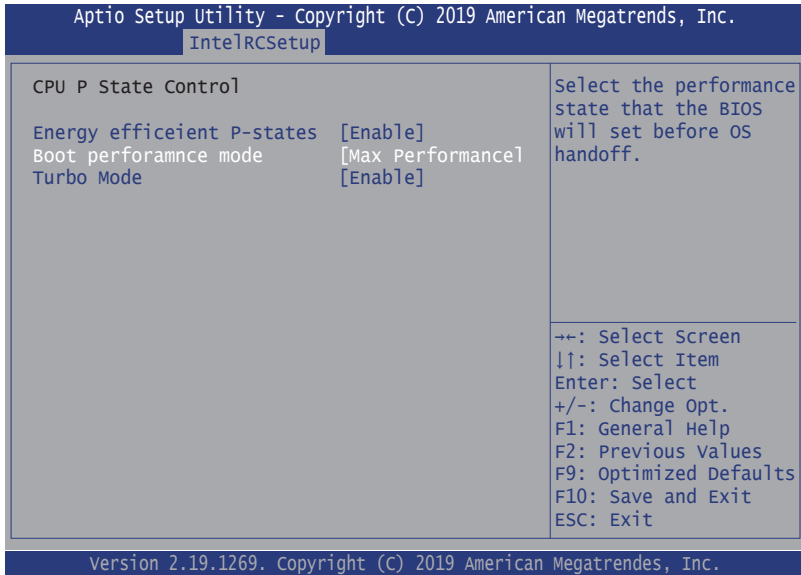 Aptio Setup Utility - Copyright (C) 2019 American Megatrends, Inc.
IntelRCSetup
CPU P State Control
Energy efficeient P-states [Enable]
Boot perforamnce mode [Max Performance]
Turbo Mode [Enable]
Select the performance
state that the BIOS
will set before OS
handoff.
→←: Select Screen
↓↑: Select Item
Enter: Select
+/-: Change Opt.
F1: General Help
F2: Previous Values
F9: Optimized Defaults
F10: Save and Exit
ESC: Exit
Version 2.19.1269. Copyright (C) 2019 American Megatrendes, Inc.